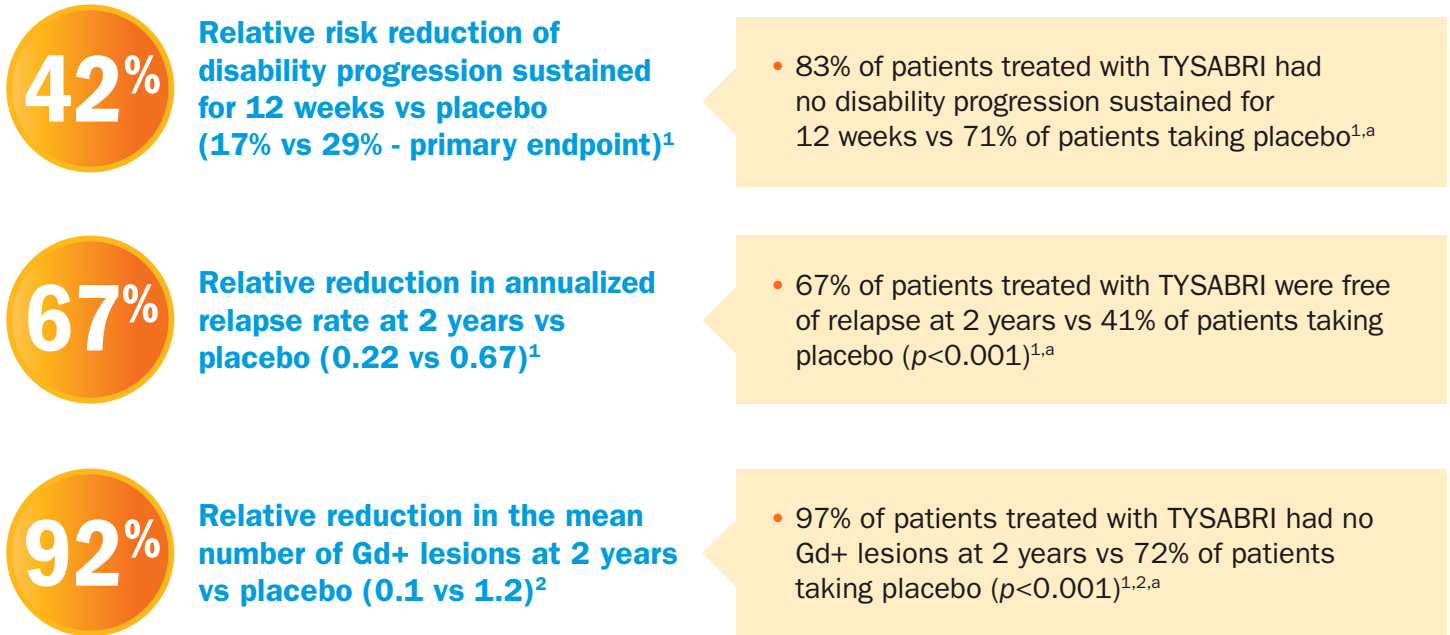 42%
Relative risk reduction of
disability progression sustained
for 12 weeks vs placebo
(17% vs 29% - primary endpoint)¹
• 83% of patients treated with TYSABRI had
no disability progression sustained for
12 weeks vs 71% of patients taking placebo¹,ᵃ
67%
Relative reduction in annualized
relapse rate at 2 years vs
placebo (0.22 vs 0.67)¹
• 67% of patients treated with TYSABRI were free
of relapse at 2 years vs 41% of patients taking
placebo (p<0.001)¹,ᵃ
92%
Relative reduction in the mean
number of Gd+ lesions at 2 years
vs placebo (0.1 vs 1.2)²
• 97% of patients treated with TYSABRI had no
Gd+ lesions at 2 years vs 72% of patients
taking placebo (p<0.001)¹,²,ᵃ